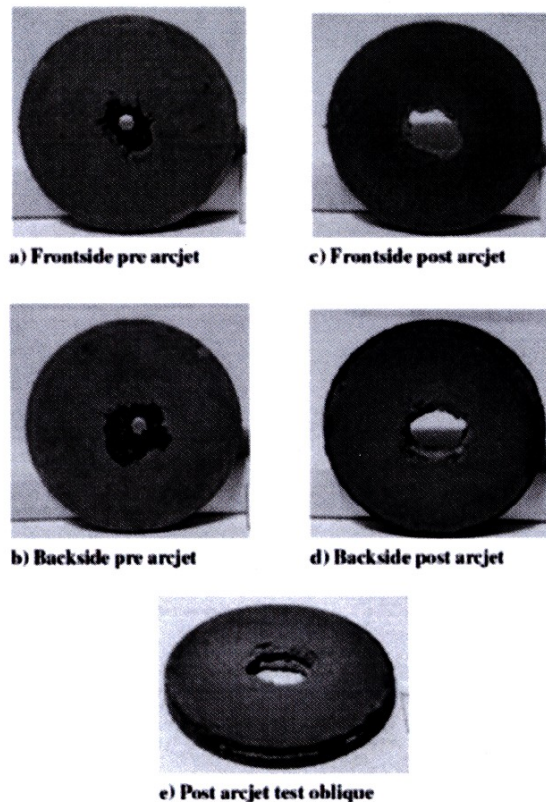 a) Frontside pre arcjet
c) Frontside post arcjet
b) Backside pre arcjet
d) Backside post arcjet
e) Post arcjet test oblique